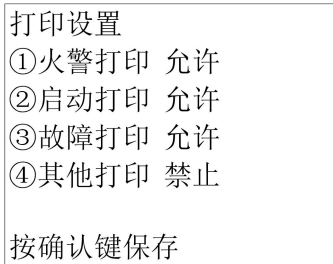 打印设置
①火警打印 允许
②启动打印 允许
③故障打印 允许
④其他打印 禁止
按确认键保存